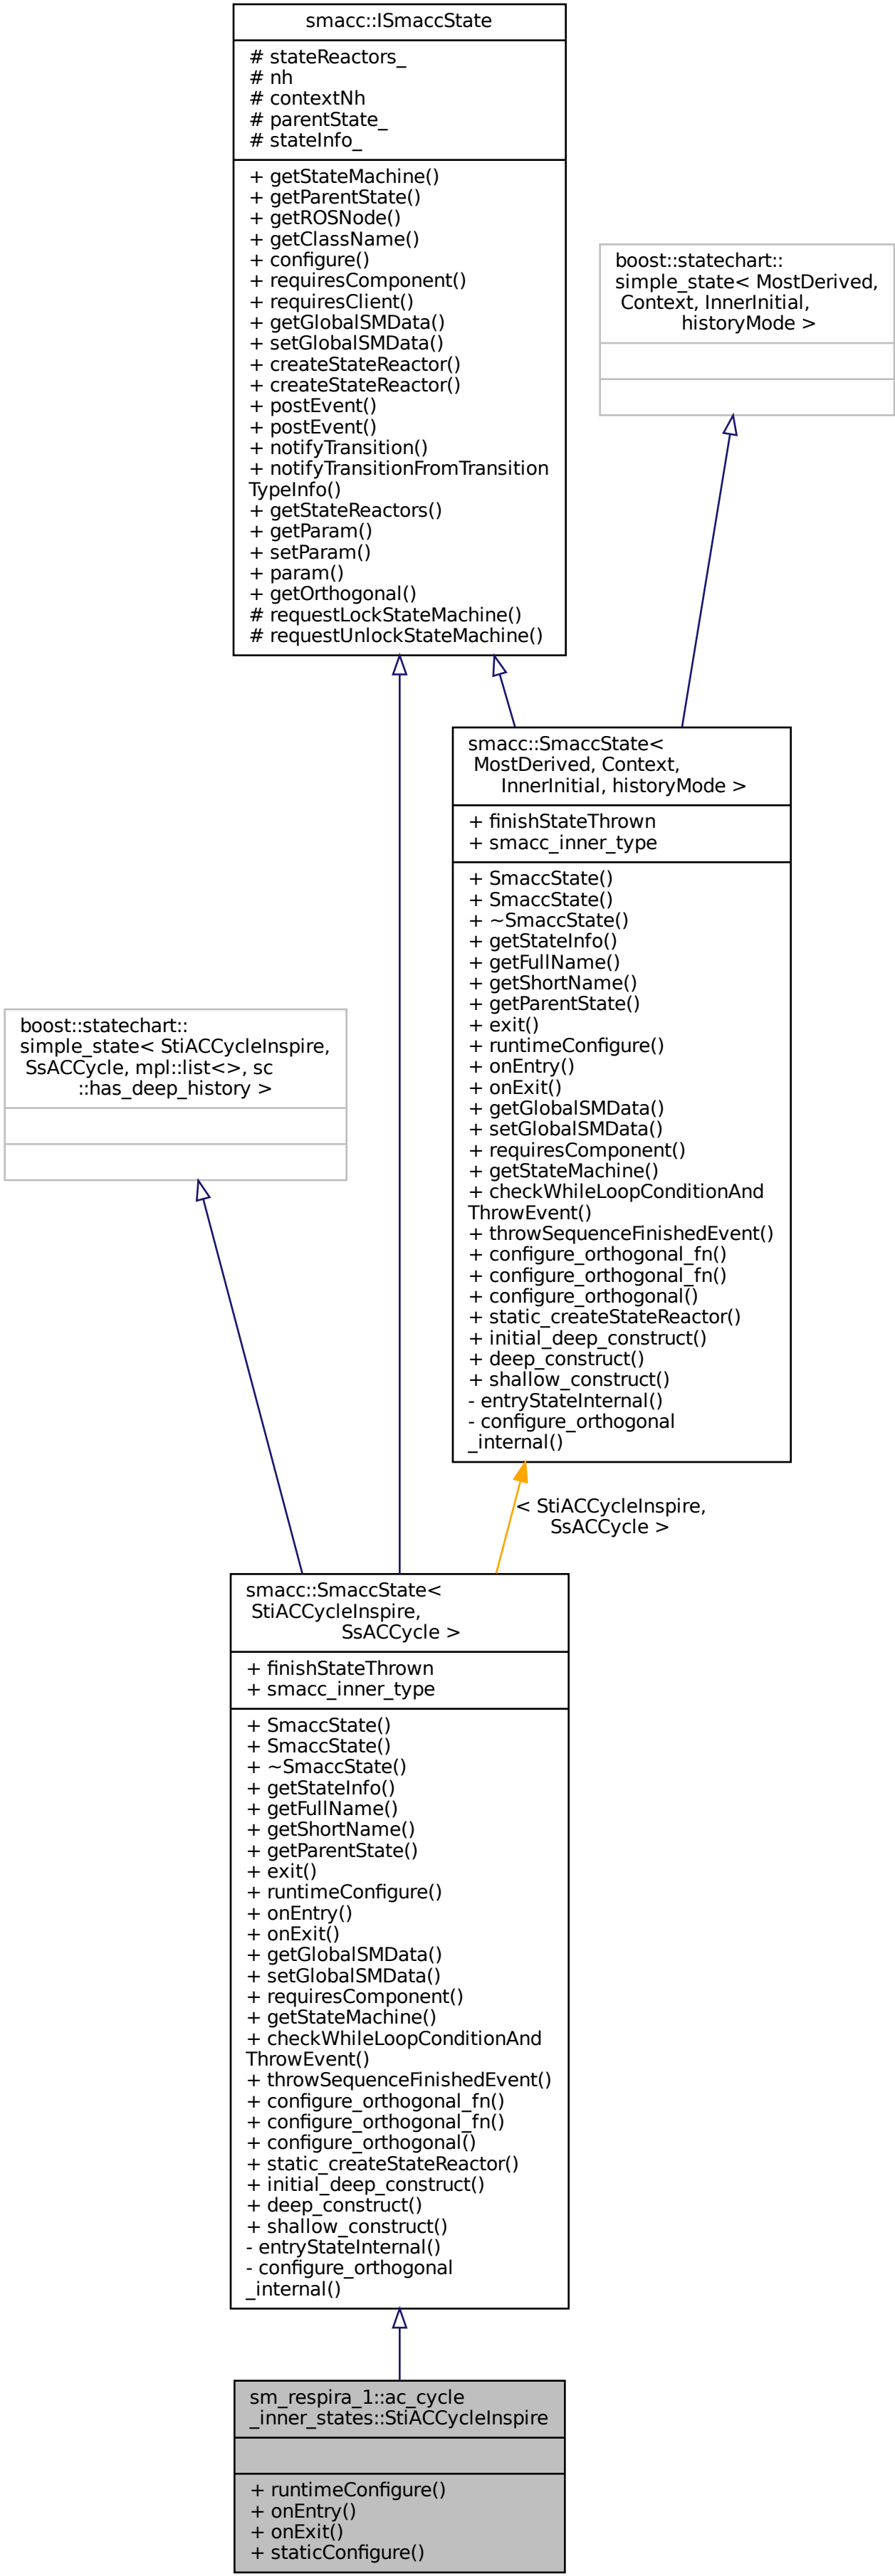 smacc::ISmaccState
# stateReactors_
# nh
# contextNh
# parentState_
# stateInfo_
+ getStateMachine()
+ getParentState()
+ getROSNode()
+ getClassName()
+ configure()
+ requiresComponent()
+ requiresClient()
+ getGlobalSMData()
+ setGlobalSMData()
+ createStateReactor()
+ createStateReactor()
+ postEvent()
+ postEvent()
+ notifyTransition()
+ notifyTransitionFromTransition
TypeInfo()
+ getStateReactors()
+ getParam()
+ setParam()
+ param()
+ getOrthogonal()
# requestLockStateMachine()
# requestUnlockStateMachine()
boost::statechart::
simple_state< MostDerived,
Context, InnerInitial,
historyMode >
smacc::SmaccState<
MostDerived, Context,
InnerInitial, historyMode >
+ finishStateThrown
+ smacc_inner_type
+ SmaccState()
+ SmaccState()
+ ~SmaccState()
+ getStateInfo()
+ getFullName()
+ getShortName()
+ getParentState()
+ exit()
+ runtimeConfigure()
+ onEntry()
+ onExit()
+ getGlobalSMData()
+ setGlobalSMData()
+ requiresComponent()
+ getStateMachine()
+ checkWhileLoopConditionAnd
ThrowEvent()
+ throwSequenceFinishedEvent()
+ configure_orthogonal_fn()
+ configure_orthogonal_fn()
+ configure_orthogonal()
+ static_createStateReactor()
+ initial_deep_construct()
+ deep_construct()
+ shallow_construct()
- entryStateInternal()
- configure_orthogonal
_internal()
boost::statechart::
simple_state< StiACCycleInspire,
SsACCycle, mpl::list<>, sc
::has_deep_history >
< StiACCycleInspire,
SsACCycle >
smacc::SmaccState<
StiACCycleInspire,
SsACCycle >
+ finishStateThrown
+ smacc_inner_type
+ SmaccState()
+ SmaccState()
+ ~SmaccState()
+ getStateInfo()
+ getFullName()
+ getShortName()
+ getParentState()
+ exit()
+ runtimeConfigure()
+ onEntry()
+ onExit()
+ getGlobalSMData()
+ setGlobalSMData()
+ requiresComponent()
+ getStateMachine()
+ checkWhileLoopConditionAnd
ThrowEvent()
+ throwSequenceFinishedEvent()
+ configure_orthogonal_fn()
+ configure_orthogonal_fn()
+ configure_orthogonal()
+ static_createStateReactor()
+ initial_deep_construct()
+ deep_construct()
+ shallow_construct()
- entryStateInternal()
- configure_orthogonal
_internal()
sm_respira_1::ac_cycle
_inner_states::StiACCycleInspire
+ runtimeConfigure()
+ onEntry()
+ onExit()
+ staticConfigure()